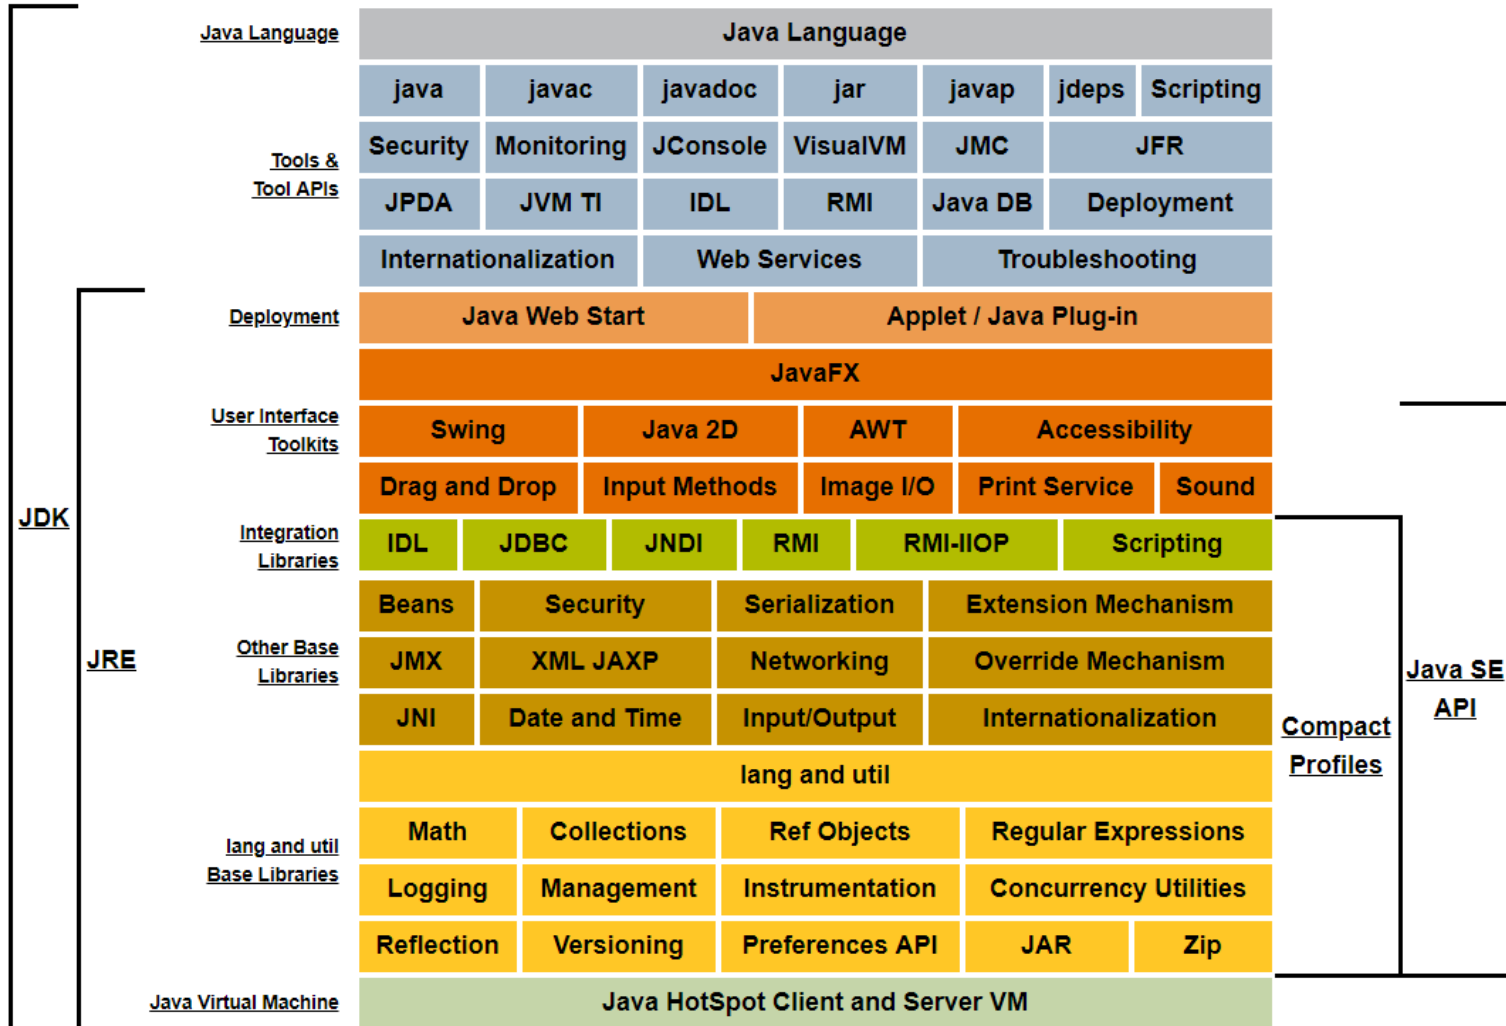 Java Language
Java Language
java javac javadoc jar javap jdeps Scripting
Tools &
Tool APIs
Security Monitoring JConsole VisualVM JMC JFR
JPDA JVM TI IDL RMI Java DB Deployment
Internationalization Web Services Troubleshooting
Deployment
Java Web Start Applet / Java Plug-in
JavaFX
User Interface
Toolkits
Swing Java 2D AWT Accessibility
Drag and Drop Input Methods Image I/O Print Service Sound
JDK
Integration
Libraries
IDL JDBC JNDI RMI RMI-IIOP Scripting
JRE
Other Base
Libraries
Beans Security Serialization Extension Mechanism
JMX XML JAXP Networking Override Mechanism
JNI Date and Time Input/Output Internationalization
Java SE
API
Compact
Profiles
lang and util
lang and util
Base Libraries
Math Collections Ref Objects Regular Expressions
Logging Management Instrumentation Concurrency Utilities
Reflection Versioning Preferences API JAR Zip
Java Virtual Machine
Java HotSpot Client and Server VM